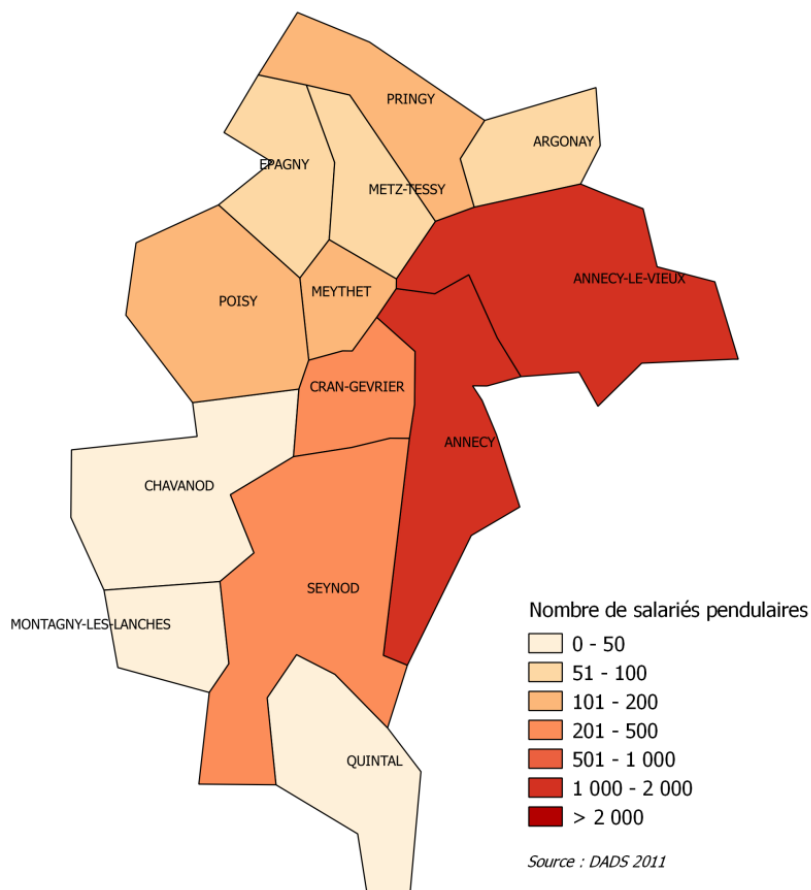 PRINGY
ARGONAY
EPAGNY
METZ-TESSY
ANNECY-LE-VIEUX
MEYTHET
POISY
CRAN-GEVRIER
ANNECY
CHAVANOD
SEYNOD
MONTAGNY-LES-LANCHES
QUINTAL
Nombre de salariés pendulaires
0 - 50
51 - 100
101 - 200
201 - 500
501 - 1 000
1 000 - 2 000
> 2 000
Source : DADS 2011